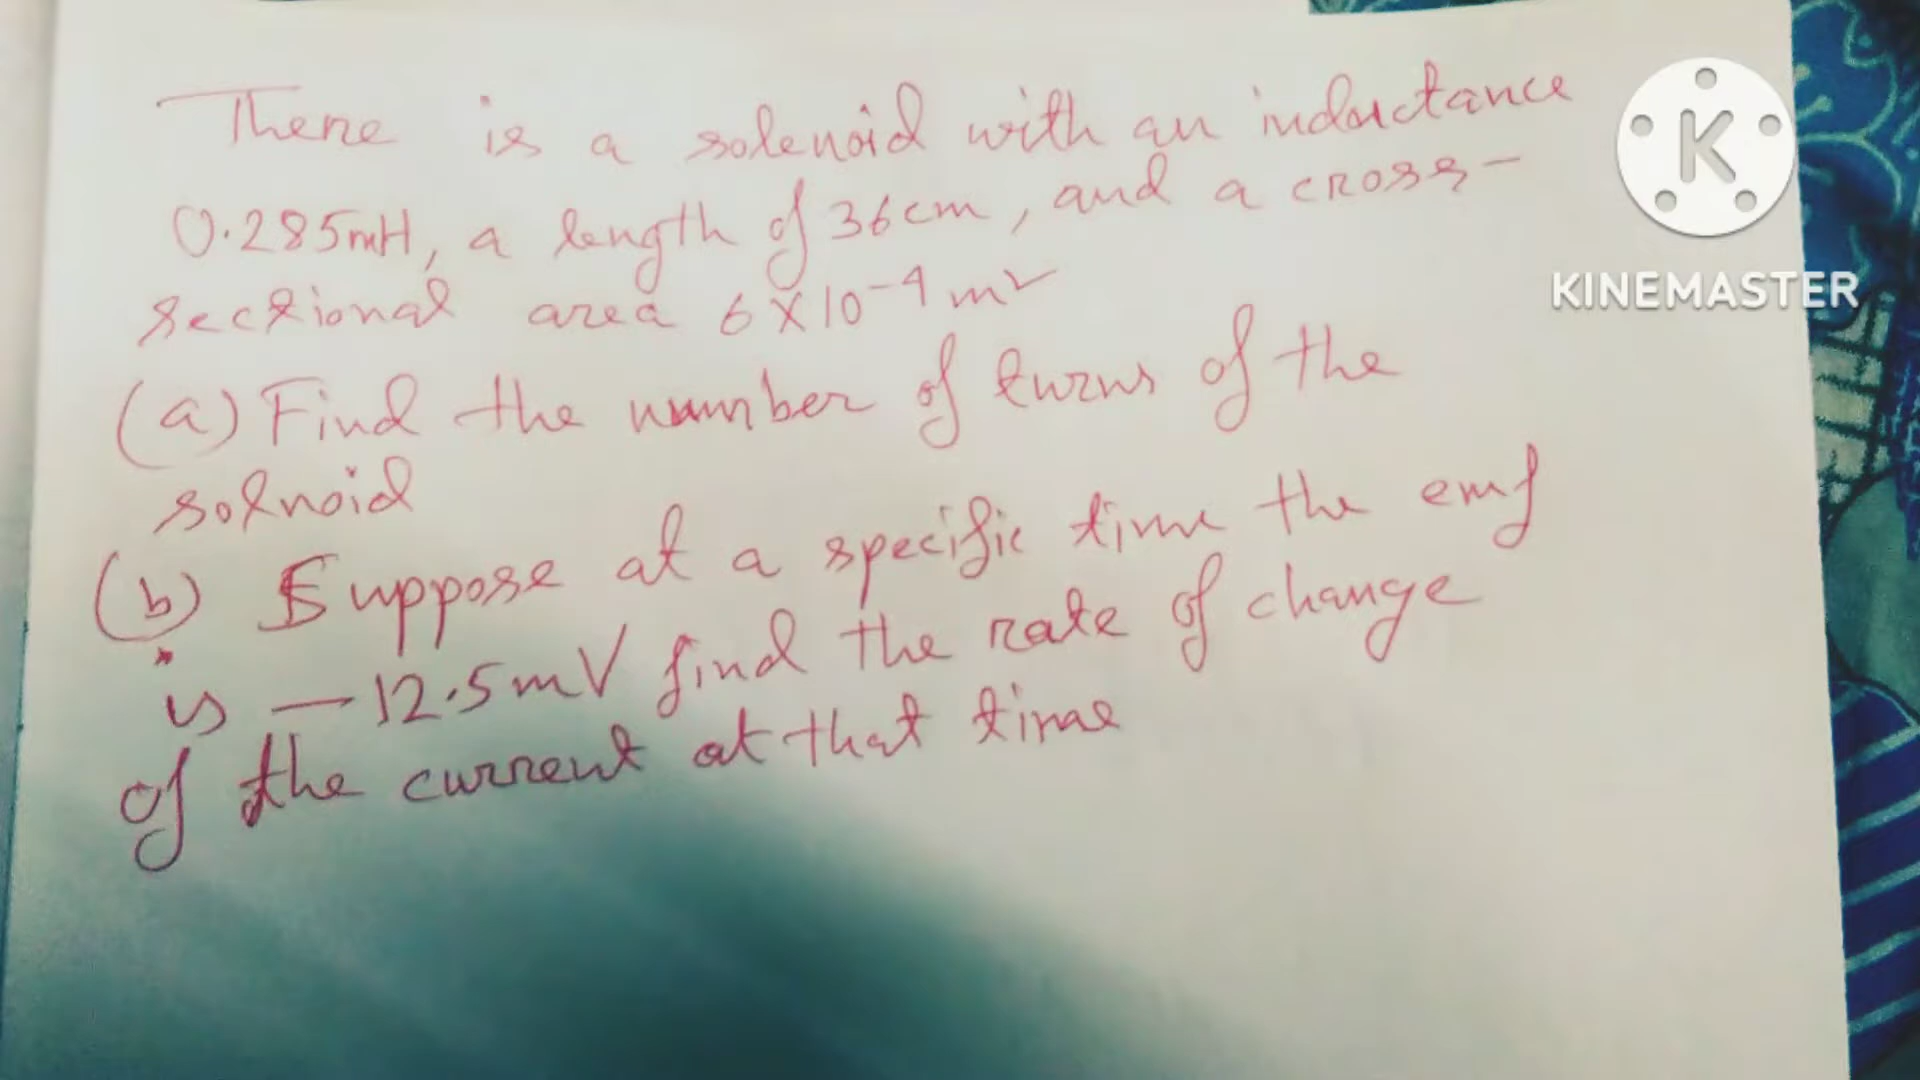 There is a solenoid with an inductance
0.285mH, a length of 36cm, and a cross-
sectional area 6×10⁻⁴m²
(a) Find the number of turns of the
solnoid
(b) Suppose at a specific time the emf
is -12.5mV find the rate of change
of the current at that time
K
KINEMASTER